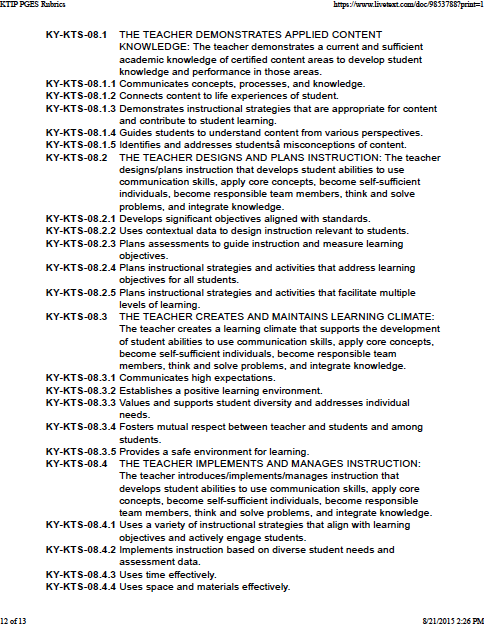 KTIP PGES Rubrics https://www.livetext.com/doc/9853788?print=1
KY-KTS-08.1 THE TEACHER DEMONSTRATES APPLIED CONTENT
KNOWLEDGE: The teacher demonstrates a current and sufficient
academic knowledge of certified content areas to develop student
knowledge and performance in those areas.
KY-KTS-08.1.1 Communicates concepts, processes, and knowledge.
KY-KTS-08.1.2 Connects content to life experiences of student.
KY-KTS-08.1.3 Demonstrates instructional strategies that are appropriate for content
and contribute to student learning.
KY-KTS-08.1.4 Guides students to understand content from various perspectives.
KY-KTS-08.1.5 Identifies and addresses studentsâ misconceptions of content.
KY-KTS-08.2 THE TEACHER DESIGNS AND PLANS INSTRUCTION: The teacher
designs/plans instruction that develops student abilities to use
communication skills, apply core concepts, become self-sufficient
individuals, become responsible team members, think and solve
problems, and integrate knowledge.
KY-KTS-08.2.1 Develops significant objectives aligned with standards.
KY-KTS-08.2.2 Uses contextual data to design instruction relevant to students.
KY-KTS-08.2.3 Plans assessments to guide instruction and measure learning
objectives.
KY-KTS-08.2.4 Plans instructional strategies and activities that address learning
objectives for all students.
KY-KTS-08.2.5 Plans instructional strategies and activities that facilitate multiple
levels of learning.
KY-KTS-08.3 THE TEACHER CREATES AND MAINTAINS LEARNING CLIMATE:
The teacher creates a learning climate that supports the development
of student abilities to use communication skills, apply core concepts,
become self-sufficient individuals, become responsible team
members, think and solve problems, and integrate knowledge.
KY-KTS-08.3.1 Communicates high expectations.
KY-KTS-08.3.2 Establishes a positive learning environment.
KY-KTS-08.3.3 Values and supports student diversity and addresses individual
needs.
KY-KTS-08.3.4 Fosters mutual respect between teacher and students and among
students.
KY-KTS-08.3.5 Provides a safe environment for learning.
KY-KTS-08.4 THE TEACHER IMPLEMENTS AND MANAGES INSTRUCTION:
The teacher introduces/implements/manages instruction that
develops student abilities to use communication skills, apply core
concepts, become self-sufficient individuals, become responsible
team members, think and solve problems, and integrate knowledge.
KY-KTS-08.4.1 Uses a variety of instructional strategies that align with learning
objectives and actively engage students.
KY-KTS-08.4.2 Implements instruction based on diverse student needs and
assessment data.
KY-KTS-08.4.3 Uses time effectively.
KY-KTS-08.4.4 Uses space and materials effectively.
12 of 13 8/21/2015 2:26 PM